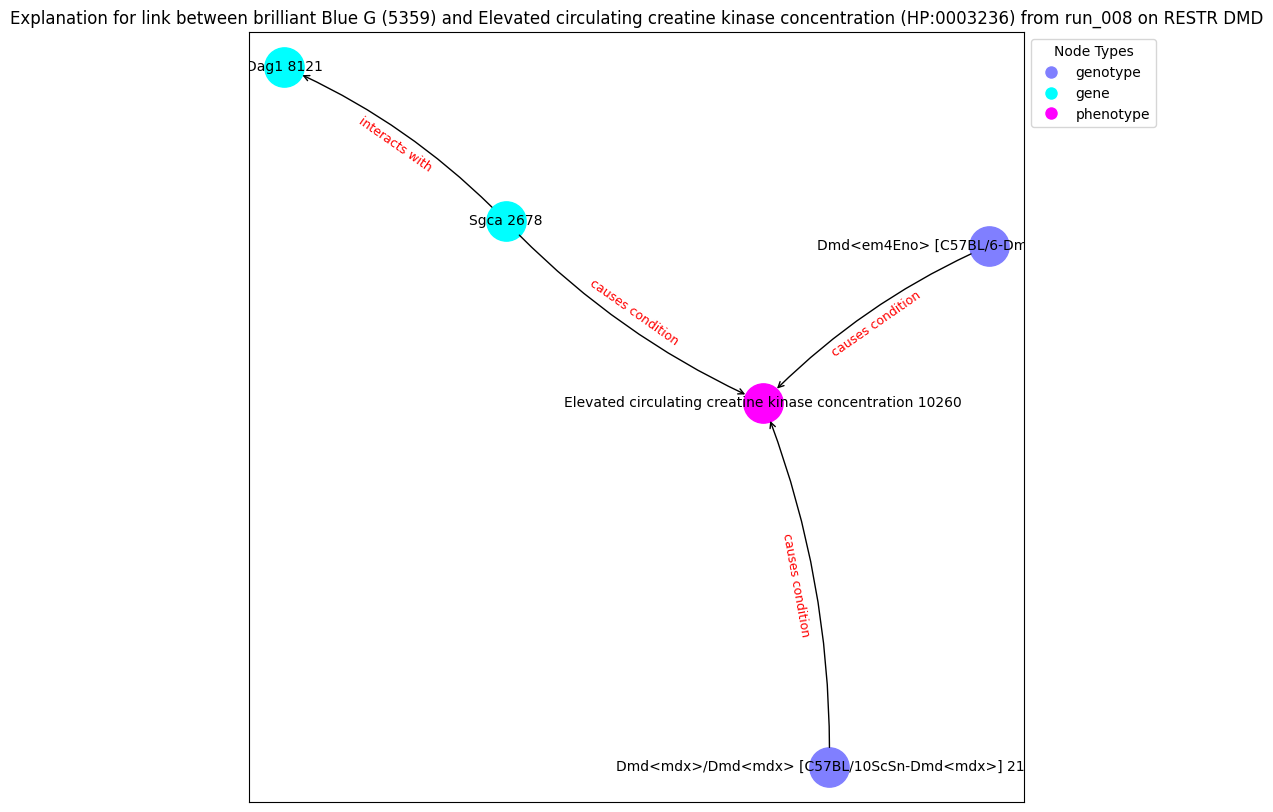 Explanation for link between brilliant Blue G (5359) and Elevated circulating creatine kinase concentration (HP:0003236) from run_008 on RESTR DMD
Node Types
genotype
gene
phenotype
Dag1 8121
interacts with
Sgca 2678
Dmd<em4Eno> [C57BL/6-Dm
causes condition
causes condition
Elevated circulating creatine kinase concentration 10260
causes condition
Dmd<mdx>/Dmd<mdx> [C57BL/10ScSn-Dmd<mdx>] 21